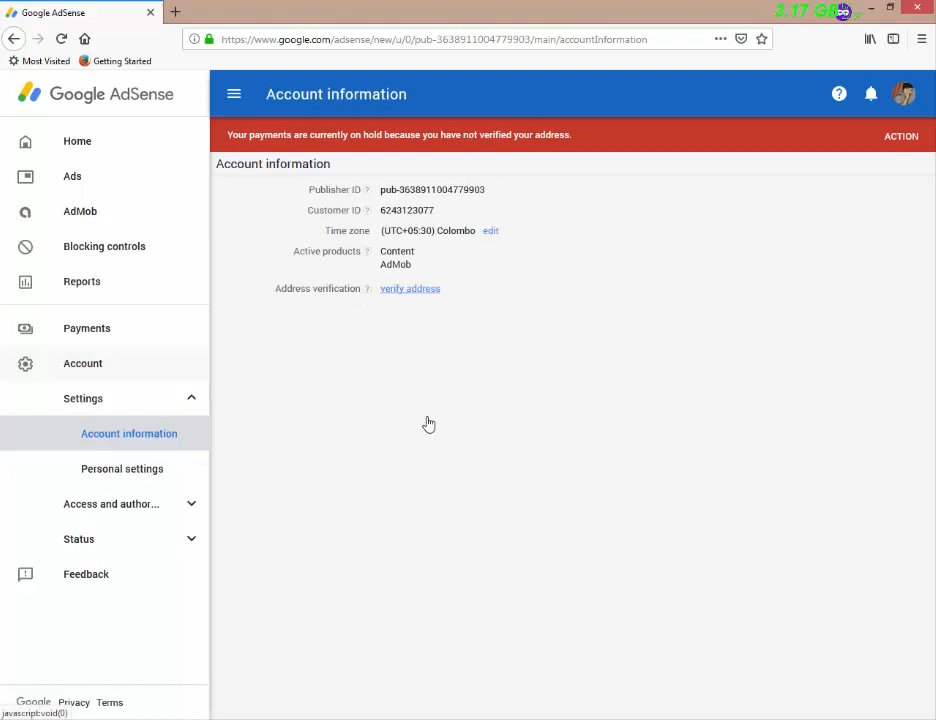 Google AdSense
3.17 GB
https://www.google.com/adsense/new/u/0/pub-3638911004779903/main/accountInformation
Most Visited
Getting Started
Google AdSense
Account information
Your payments are currently on hold because you have not verified your address.
ACTION
Home
Ads
AdMob
Blocking controls
Reports
Payments
Account
Settings
Account information
Personal settings
Access and author...
Status
Feedback
Account information
Publisher ID ? pub-3638911004779903
Customer ID ? 6243123077
Time zone (UTC+05:30) Colombo edit
Active products ? Content
AdMob
Address verification ? verify address
Google Privacy Terms
javascript:void(0)